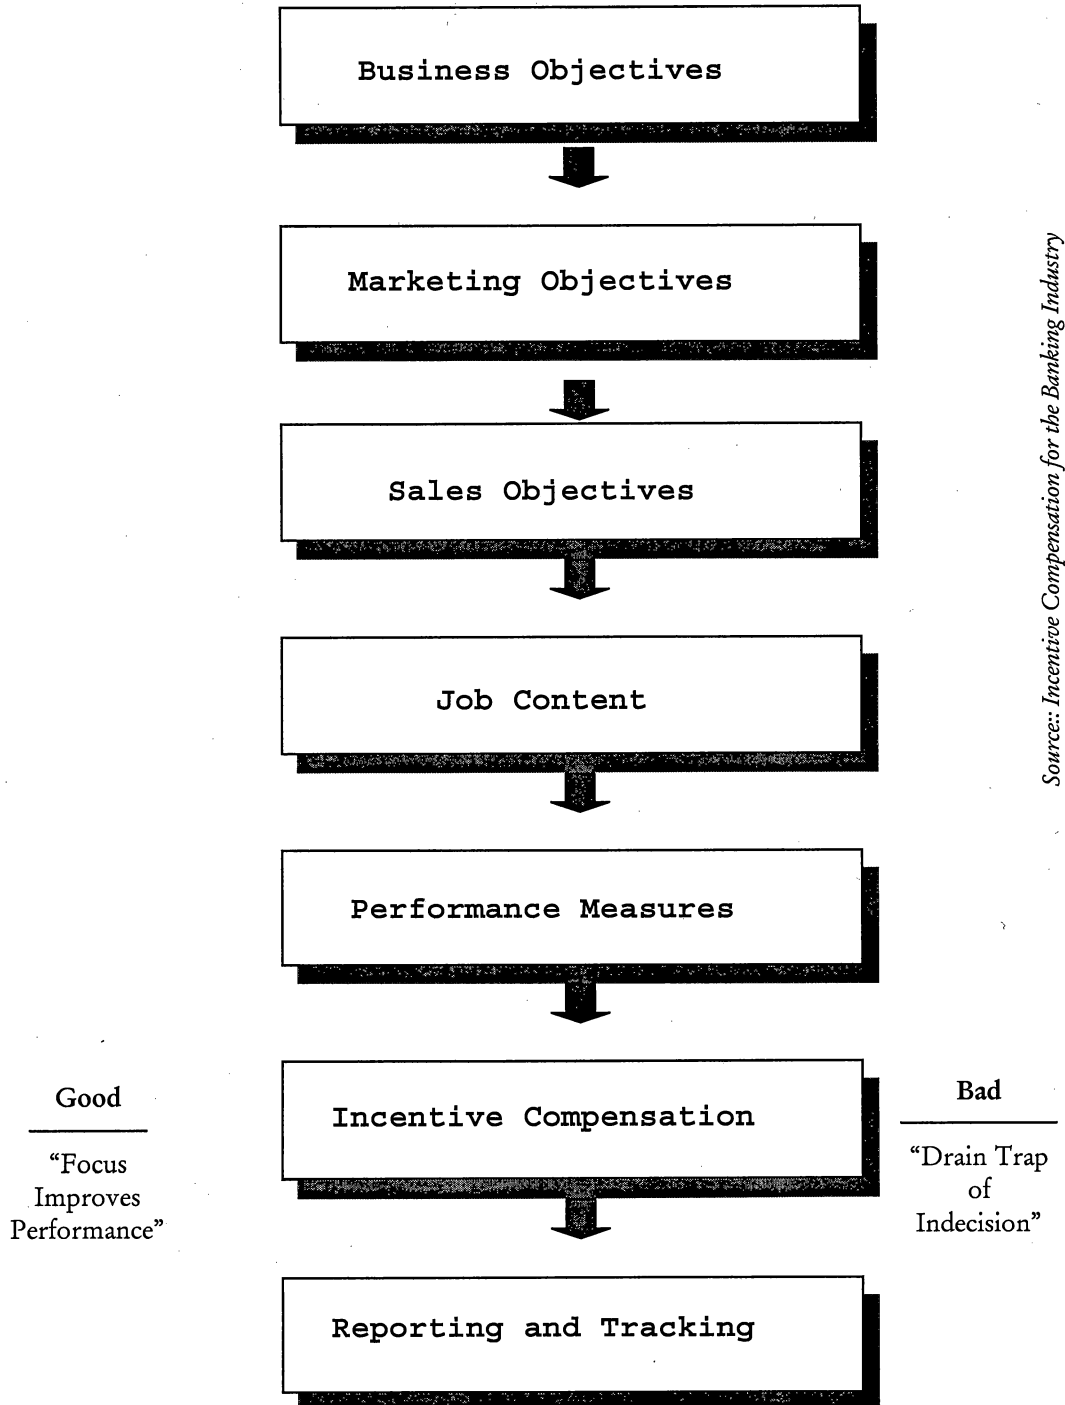 Business Objectives
Marketing Objectives
Sales Objectives
Job Content
Performance Measures
Good
“Focus
Improves
Performance”
Incentive Compensation
Bad
“Drain Trap
of
Indecision”
Reporting and Tracking
Source:: Incentive Compensation for the Banking Industry